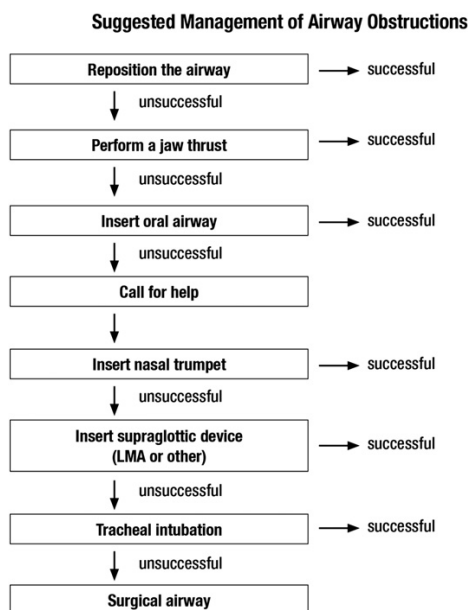 Suggested Management of Airway Obstructions
Reposition the airway
successful
unsuccessful
Perform a jaw thrust
successful
unsuccessful
Insert oral airway
successful
unsuccessful
Call for help
Insert nasal trumpet
successful
unsuccessful
Insert supraglottic device
(LMA or other)
successful
unsuccessful
Tracheal intubation
successful
unsuccessful
Surgical airway